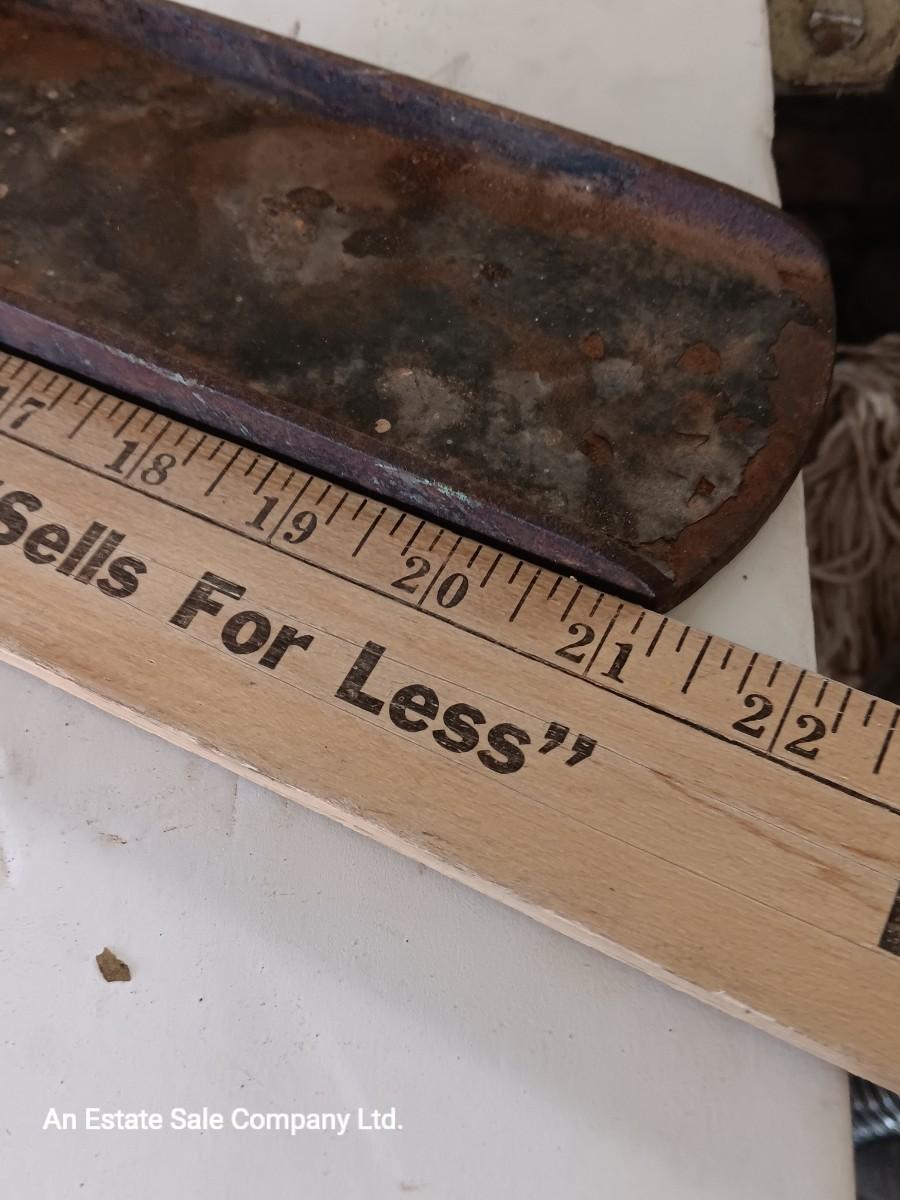 17 18 19 20 21 22
Sells For Less”
An Estate Sale Company Ltd.